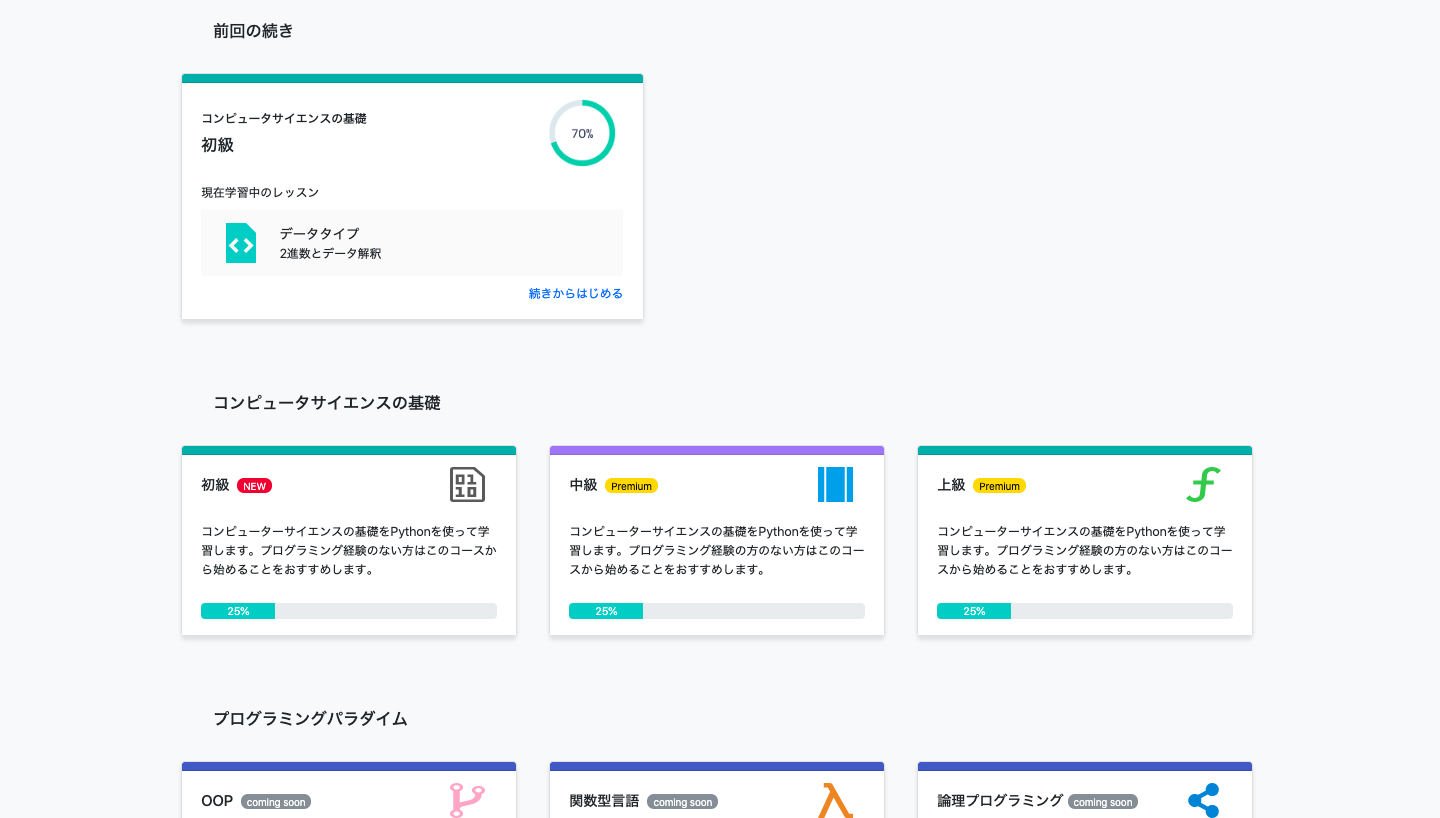 前回の続き
コンピュータサイエンスの基礎
初級
70%
現在学習中のレッスン
データタイプ
2進数とデータ解釈
続きからはじめる
コンピュータサイエンスの基礎
初級 NEW
01
10
コンピューターサイエンスの基礎をPythonを使って学
習します。プログラミング経験のない方はこのコースか
ら始めることをおすすめします。
25%
中級 Premium
コンピューターサイエンスの基礎をPythonを使って学
習します。プログラミング経験の方のない方はこのコー
スから始めることをおすすめします。
25%
上級 Premium
コンピューターサイエンスの基礎をPythonを使って学
習します。プログラミング経験の方のない方はこのコー
スから始めることをおすすめします。
25%
プログラミングパラダイム
OOP coming soon
関数型言語 coming soon
論理プログラミング coming soon